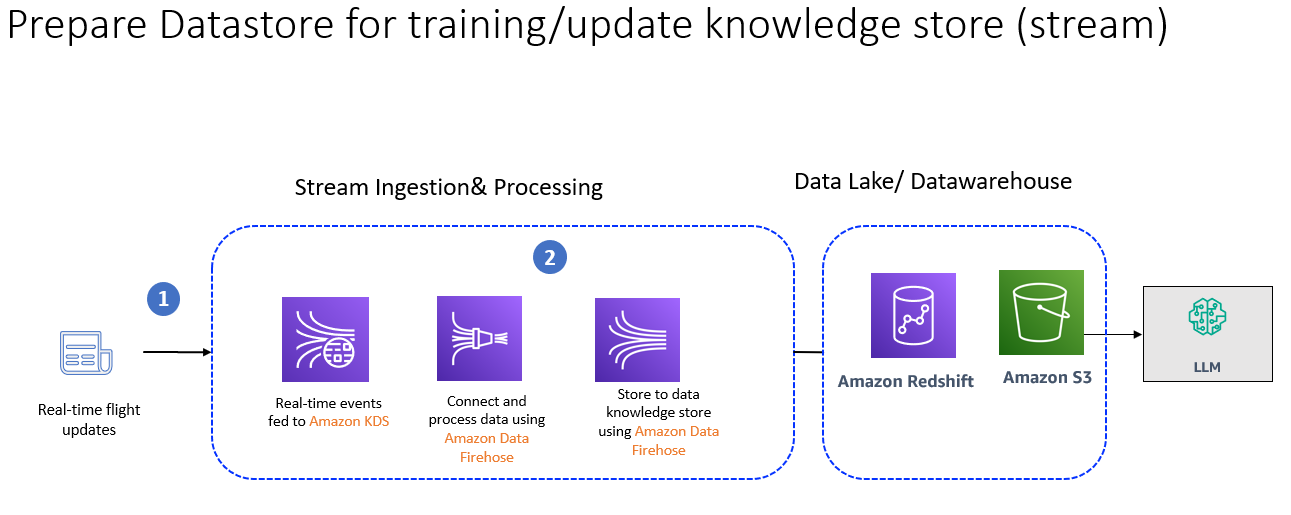 Prepare Datastore for training/update knowledge store (stream)
Stream Ingestion& Processing
Data Lake/ Datawarehouse
1
2
Real-time flight
updates
Real-time events
fed to Amazon KDS
Connect and
process data using
Amazon Data
Firehose
Store to data
knowledge store
using Amazon Data
Firehose
Amazon Redshift
Amazon S3
LLM